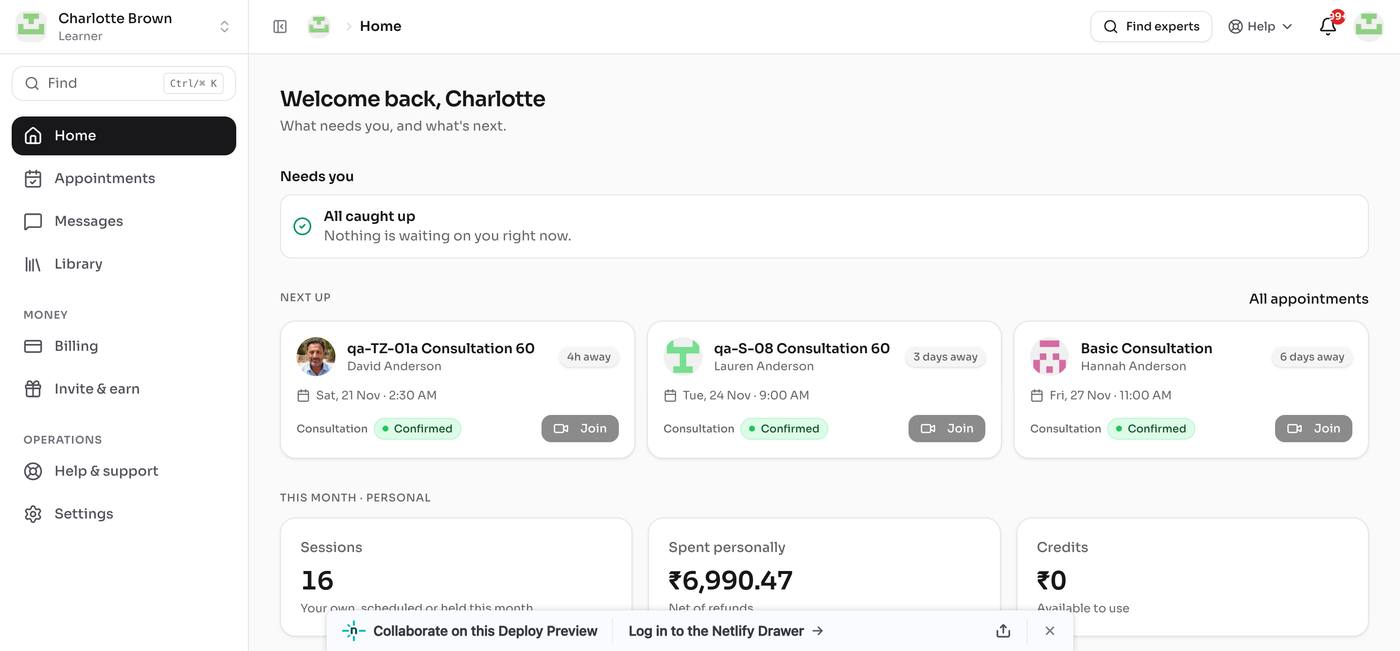 Charlotte Brown
Learner
Find
Ctrl/⌘ K
Home
Appointments
Messages
Library
MONEY
Billing
Invite & earn
OPERATIONS
Help & support
Settings
Home
Find experts
Help
99+
Welcome back, Charlotte
What needs you, and what's next.
Needs you
All caught up
Nothing is waiting on you right now.
NEXT UP
All appointments
qa-TZ-01a Consultation 60
David Anderson
4h away
Sat, 21 Nov · 2:30 AM
Consultation
Confirmed
Join
qa-S-08 Consultation 60
Lauren Anderson
3 days away
Tue, 24 Nov · 9:00 AM
Consultation
Confirmed
Join
Basic Consultation
Hannah Anderson
6 days away
Fri, 27 Nov · 11:00 AM
Consultation
Confirmed
Join
THIS MONTH · PERSONAL
Sessions
16
Your own, scheduled or held this month
Spent personally
₹6,990.47
Net of refunds
Credits
₹0
Available to use
Collaborate on this Deploy Preview
Log in to the Netlify Drawer →